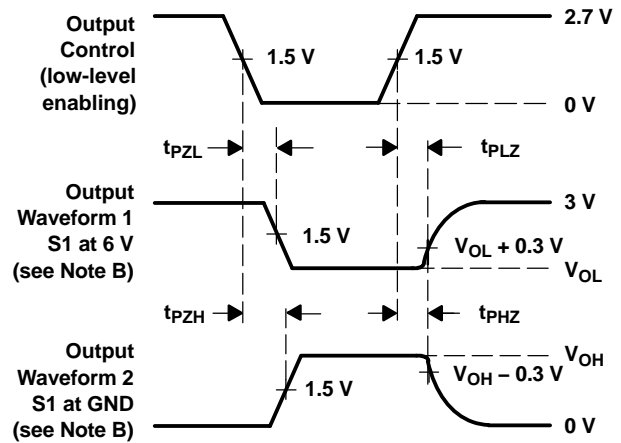 Output
Control
(low-level
enabling)
1.5 V
1.5 V
2.7 V
0 V
tPZL
tPLZ
Output
Waveform 1
S1 at 6 V
(see Note B)
1.5 V
3 V
VOL + 0.3 V
VOL
tPZH
tPHZ
Output
Waveform 2
S1 at GND
(see Note B)
1.5 V
VOH
VOH − 0.3 V
0 V